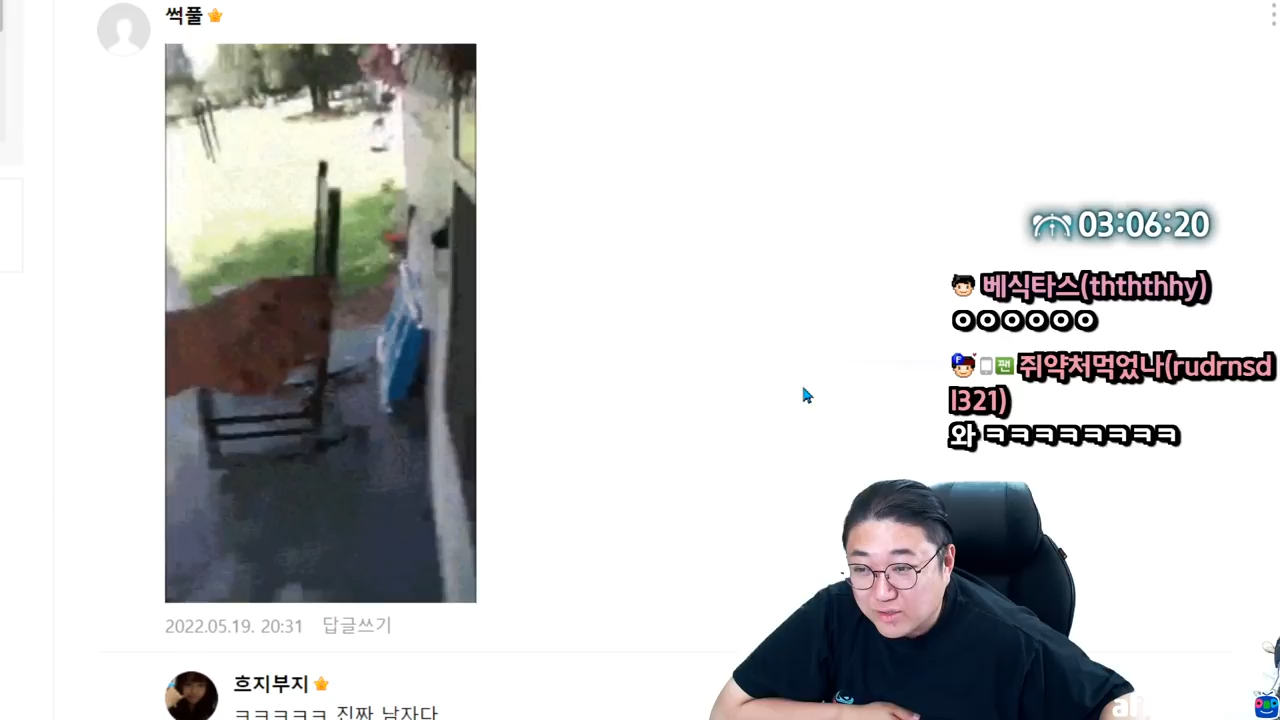 썩풀
03:06:20
베식타스(thththhy)
ㅇㅇㅇㅇㅇㅇ
쥐약처먹었나(rudrnsd
l321)
와 ㅋㅋㅋㅋㅋㅋㅋㅋ
2022.05.19. 20:31 답글쓰기
흐지부지
ㅋㅋㅋㅋㅋ 진짜 남자다